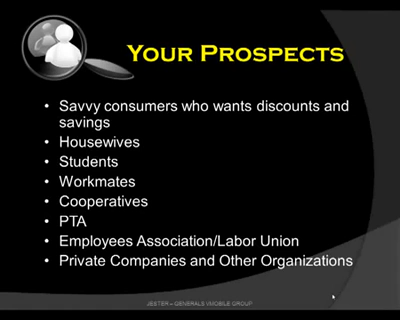 YOUR PROSPECTS
• Savvy consumers who wants discounts and
savings
• Housewives
• Students
• Workmates
• Cooperatives
• PTA
• Employees Association/Labor Union
• Private Companies and Other Organizations
JESTER – GENERALS VMOBILE GROUP